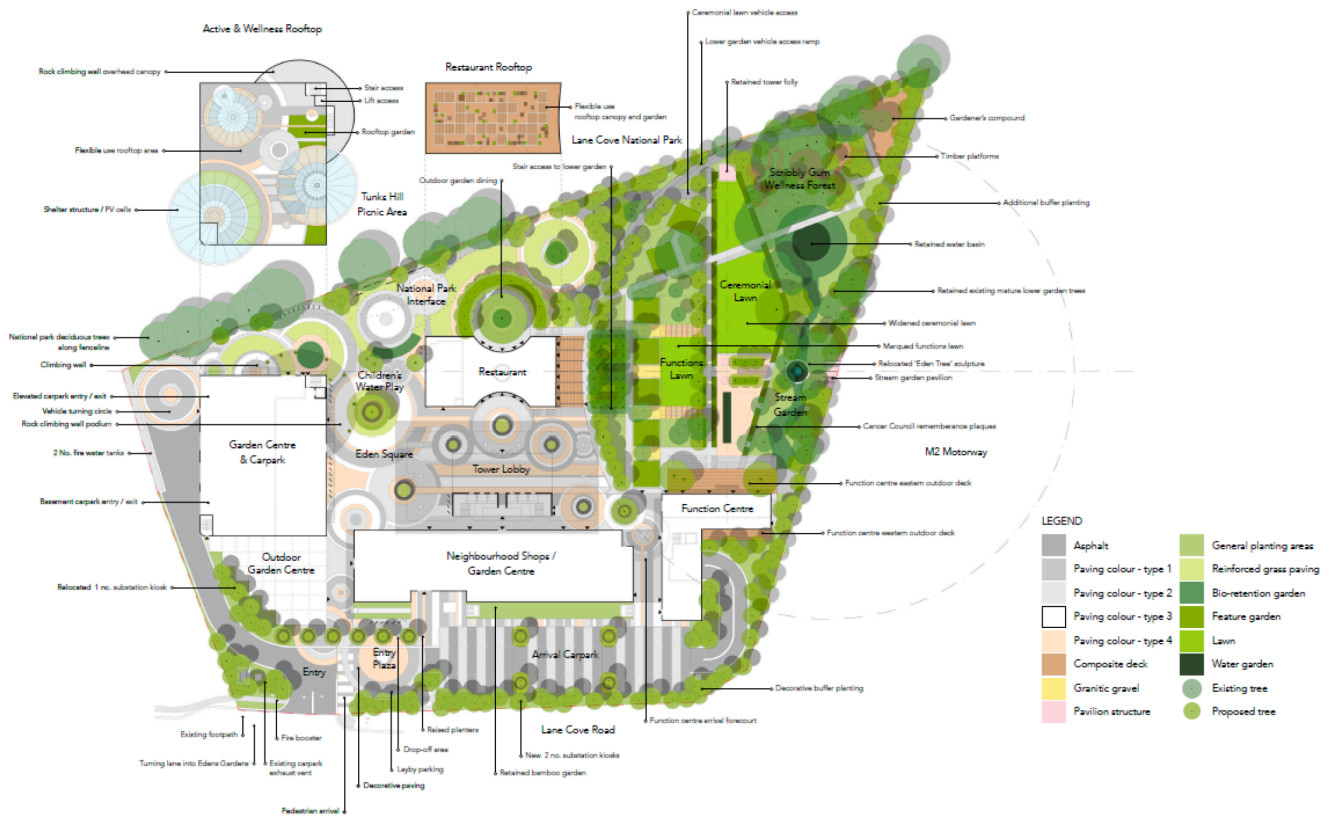 Active & Wellness Rooftop
Rock climbing wall overhead canopy
Stair access
Lift access
Rooftop garden
Flexible use rooftop area
Shelter structure / PV cells
Restaurant Rooftop
Flexible use
rooftop canopy and garden
Lane Cove National Park
Stair access to lower garden
Outdoor garden dining
Tunks Hill
Picnic Area
Ceremonial lawn vehicle access
Lower garden vehicle access ramp
Retained tower folly
Gardener's compound
Timber platforms
Scribbly Gum
Wellness Forest
Additional buffer planting
Retained water basin
Retained existing mature lower garden trees
Ceremonial
Lawn
Widened ceremonial lawn
Marqued functions lawn
Functions
Lawn
Relocated 'Eden Tree' sculpture
Stream garden pavilion
Stream
Garden
Cancer Council rememberance plaques
M2 Motorway
Function centre eastern outdoor deck
Function Centre
Function centre western outdoor deck
National Park
Interface
National park deciduous trees
along fenceline
Climbing wall
Elevated carpark entry / exit
Vehicle turning circle
Rock climbing wall podium
2 No. fire water tanks
Basement carpark entry / exit
Children's
Water Play
Restaurant
Garden Centre
& Carpark
Eden Square
Tower Lobby
Outdoor
Garden Centre
Neighbourhood Shops /
Garden Centre
Relocated 1 no. substation kiosk
Entry
Entry
Plaza
Arrival Carpark
Decorative buffer planting
Function centre arrival forecourt
Lane Cove Road
Existing footpath
Fire booster
Turning lane into Edens Gardens
Existing carpark
exhaust vent
Raised planters
Drop-off area
Layby parking
Decorative paving
Pedestrian arrival
New 2 no. substation kiosks
Retained bamboo garden
LEGEND
Asphalt
Paving colour - type 1
Paving colour - type 2
Paving colour - type 3
Paving colour - type 4
Composite deck
Granitic gravel
Pavilion structure
General planting areas
Reinforced grass paving
Bio-retention garden
Feature garden
Lawn
Water garden
Existing tree
Proposed tree